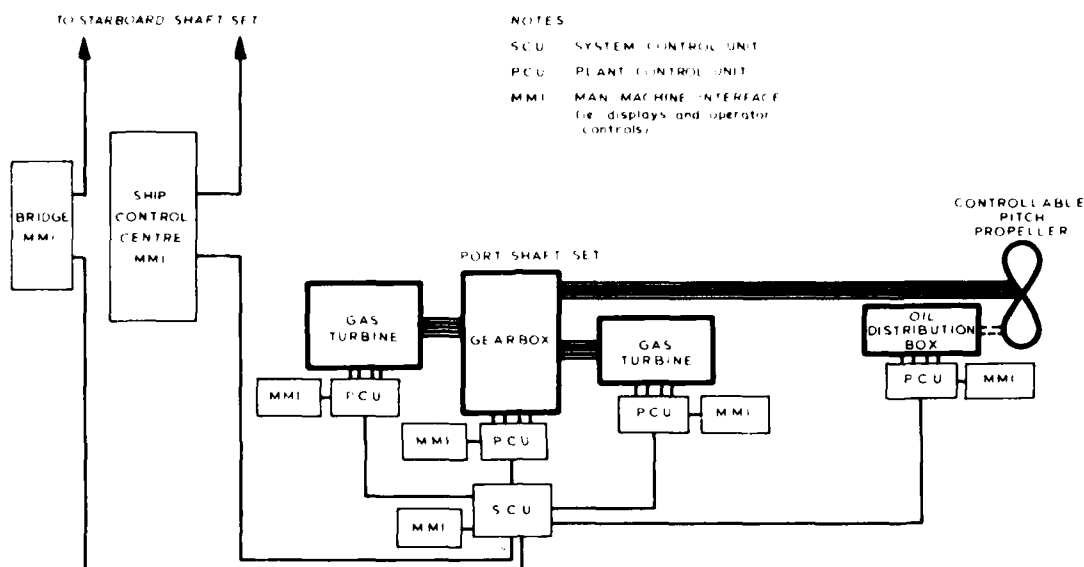 TO STARBOARD SHAFT SET
NOTES
SCU SYSTEM CONTROL UNIT
PCU PLANT CONTROL UNIT
MMI MAN MACHINE INTERFACE
(ie displays and operator
controls)
BRIDGE
MMI
SHIP
CONTROL
CENTRE
MMI
CONTROLLABLE
PITCH
PROPELLER
PORT SHAFT SET
GAS
TURBINE
GEARBOX
GAS
TURBINE
OIL
DISTRIBUTION
BOX
MMI
PCU
MMI
PCU
PCU
MMI
PCU
MMI
SCU
MMI